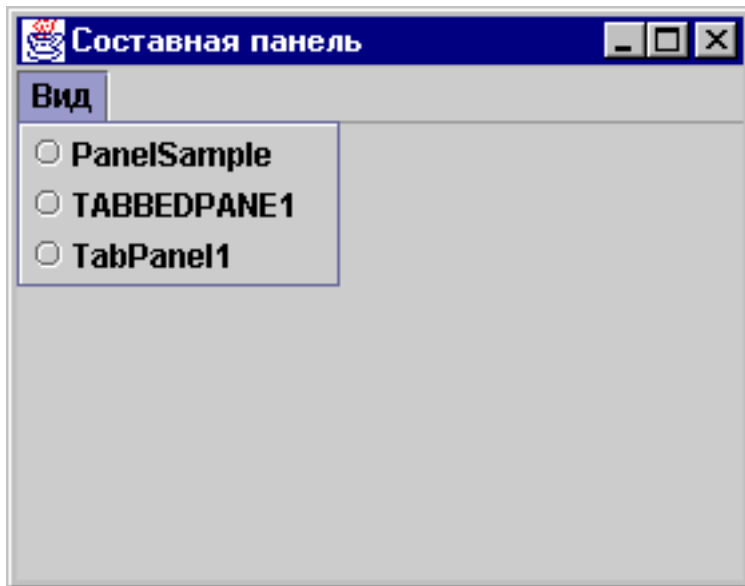 Составная панель
Вид
PanelSample
TABBEDPANE1
TabPanel1